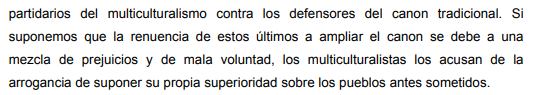 partidarios del multiculturalismo contra los defensores del canon tradicional. Si
suponemos que la renuencia de estos últimos a ampliar el canon se debe a una
mezcla de prejuicios y de mala voluntad, los multiculturalistas los acusan de la
arrogancia de suponer su propia superioridad sobre los pueblos antes sometidos.